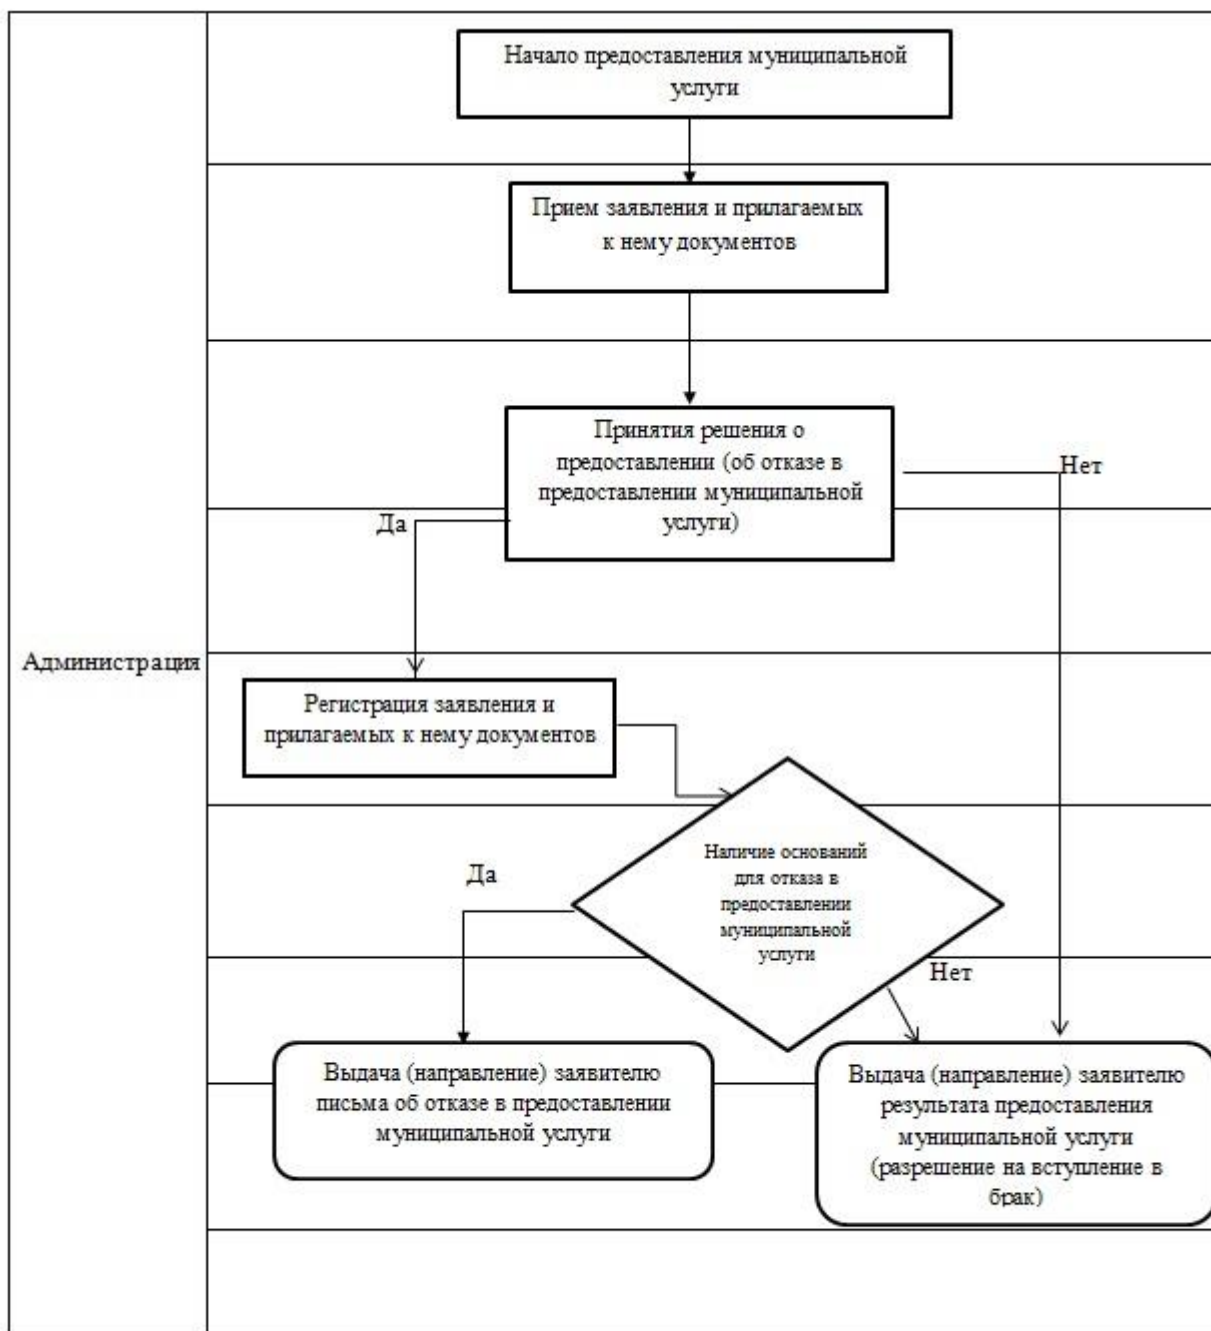 Начало предоставления муниципальной
услуги
Прием заявления и прилагаемых
к нему документов
Принятия решения о
предоставлении (об отказе в
предоставлении муниципальной
услуги)
Нет
Да
Администрация
Регистрация заявления и
прилагаемых к нему документов
Наличие оснований
для отказа в
предоставлении
муниципальной
услуги
Да
Нет
Выдача (направление) заявителю
письма об отказе в предоставлении
муниципальной услуги
Выдача (направление) заявителю
результата предоставления
муниципальной услуги
(разрешение на вступление в
брак)